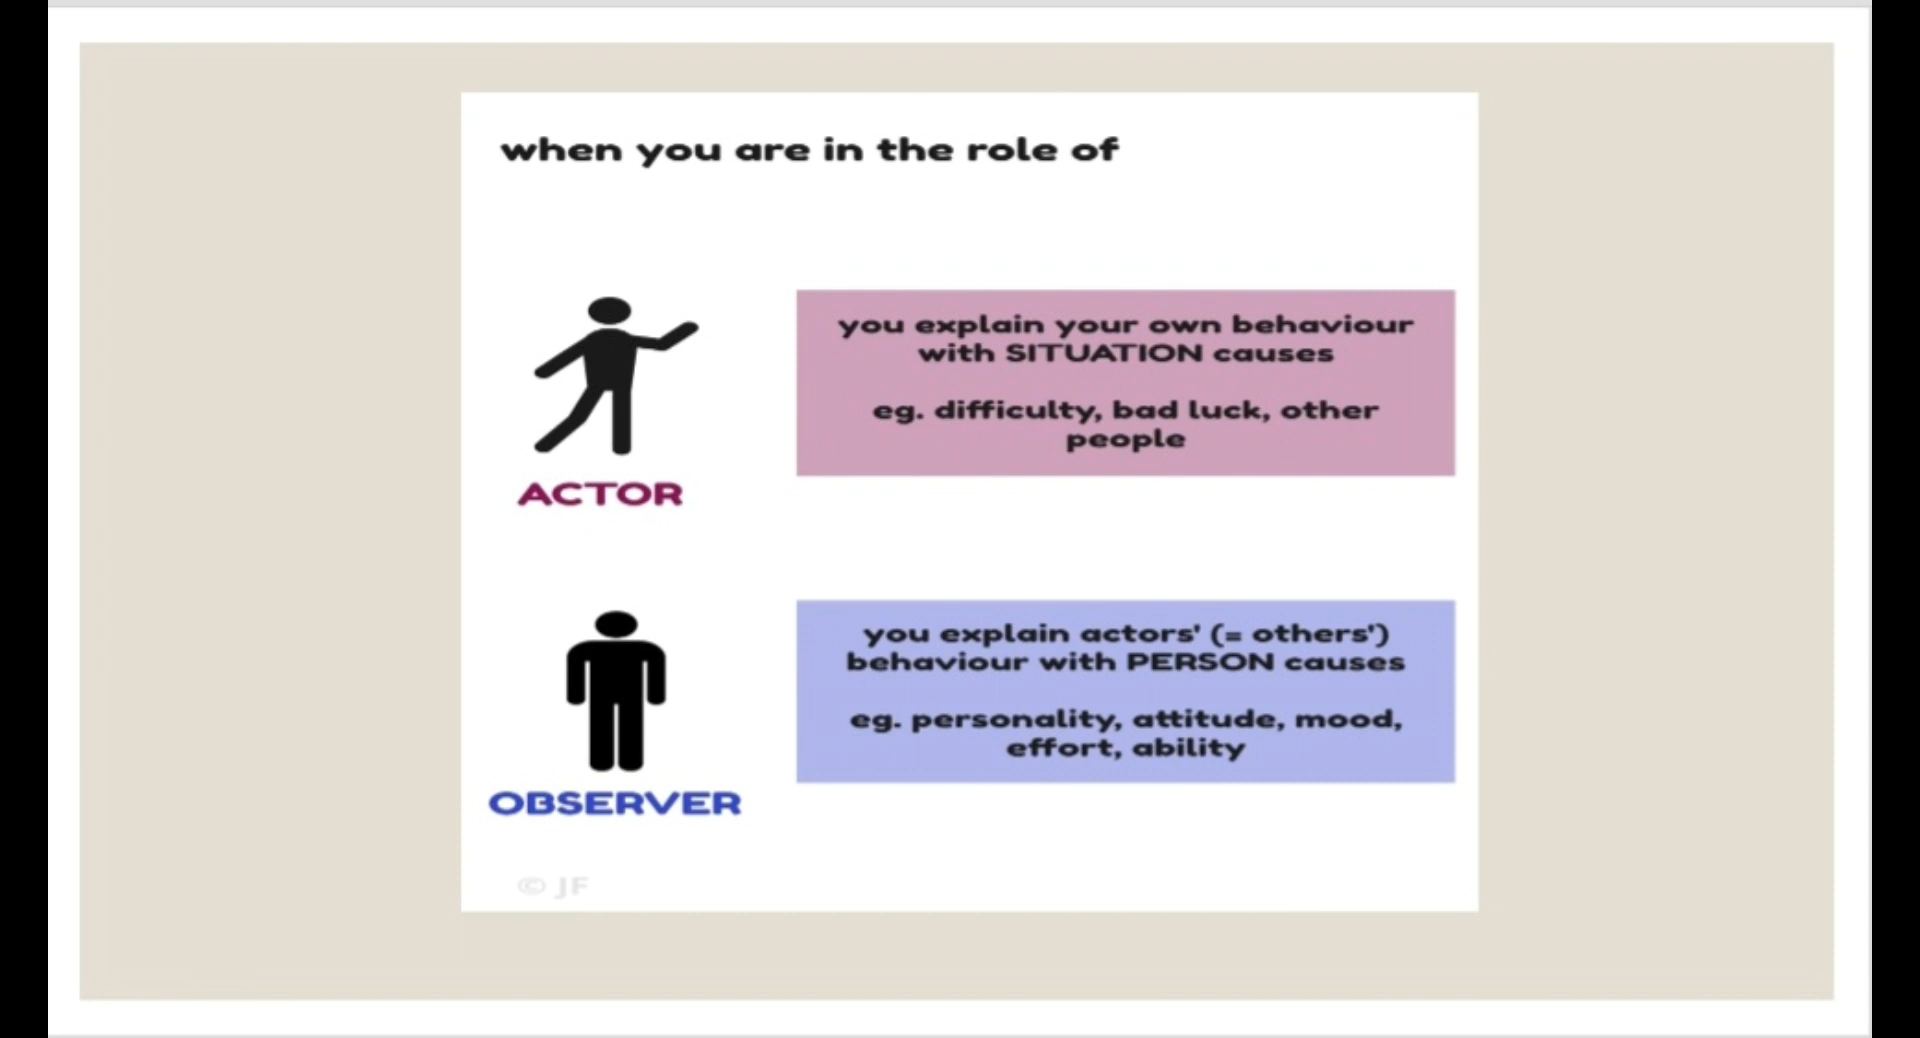 when you are in the role of
you explain your own behaviour
with SITUATION causes
eg. difficulty, bad luck, other
people
ACTOR
you explain actors' (= others')
behaviour with PERSON causes
eg. personality, attitude, mood,
effort, ability
OBSERVER
© JF